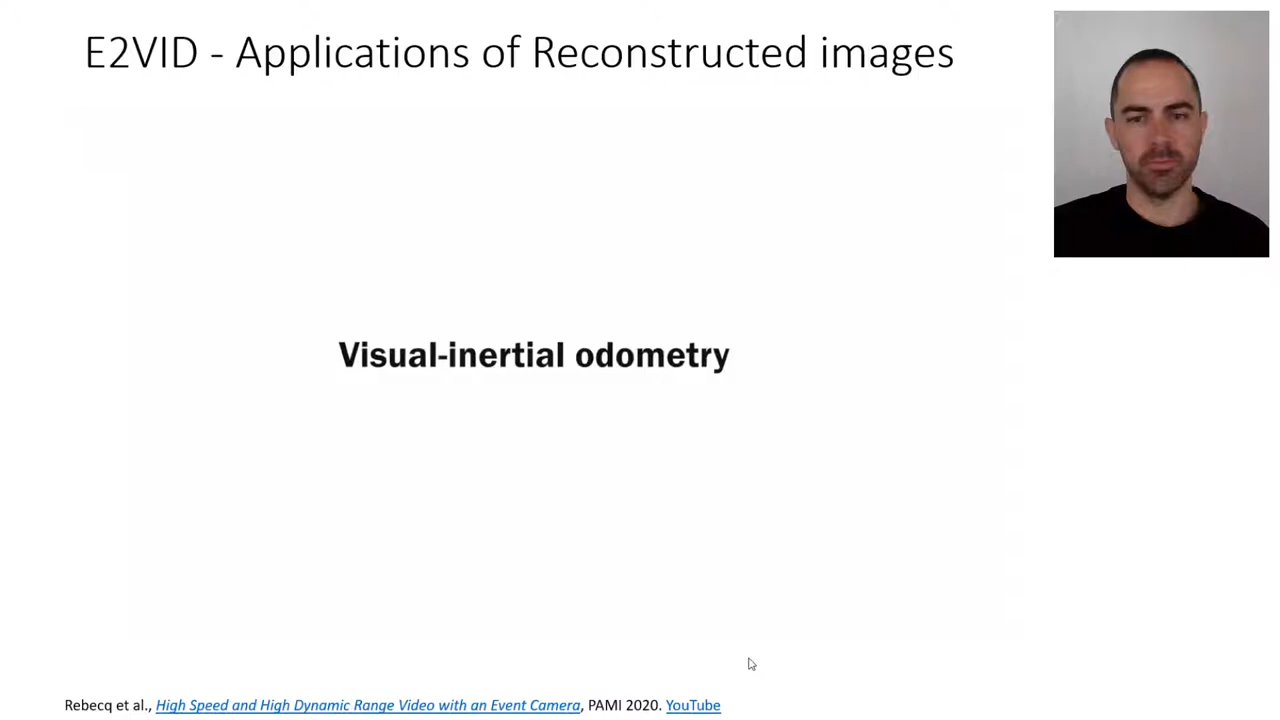 E2VID - Applications of Reconstructed images
Visual-inertial odometry
Rebecq et al., High Speed and High Dynamic Range Video with an Event Camera, PAMI 2020. YouTube